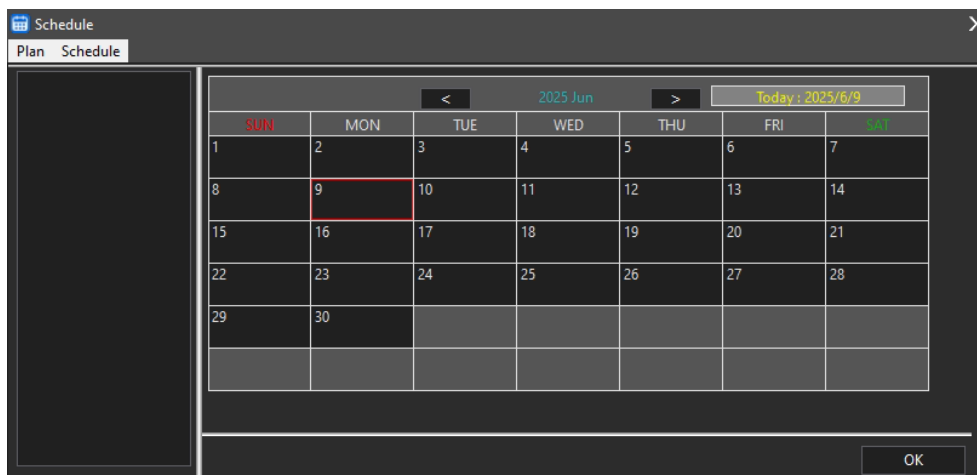 Schedule
Plan Schedule
< 2025 Jun > Today : 2025/6/9
SUN MON TUE WED THU FRI SAT
1 2 3 4 5 6 7
8 9 10 11 12 13 14
15 16 17 18 19 20 21
22 23 24 25 26 27 28
29 30
OK